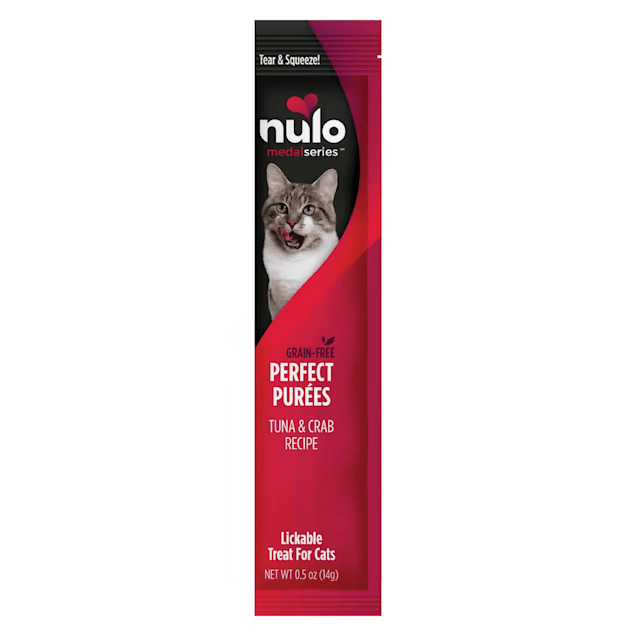 Tear & Squeeze!
nulo
medalseries™
GRAIN-FREE
PERFECT
PURÉES
TUNA & CRAB
RECIPE
Lickable
Treat For Cats
NET WT 0.5 oz (14g)